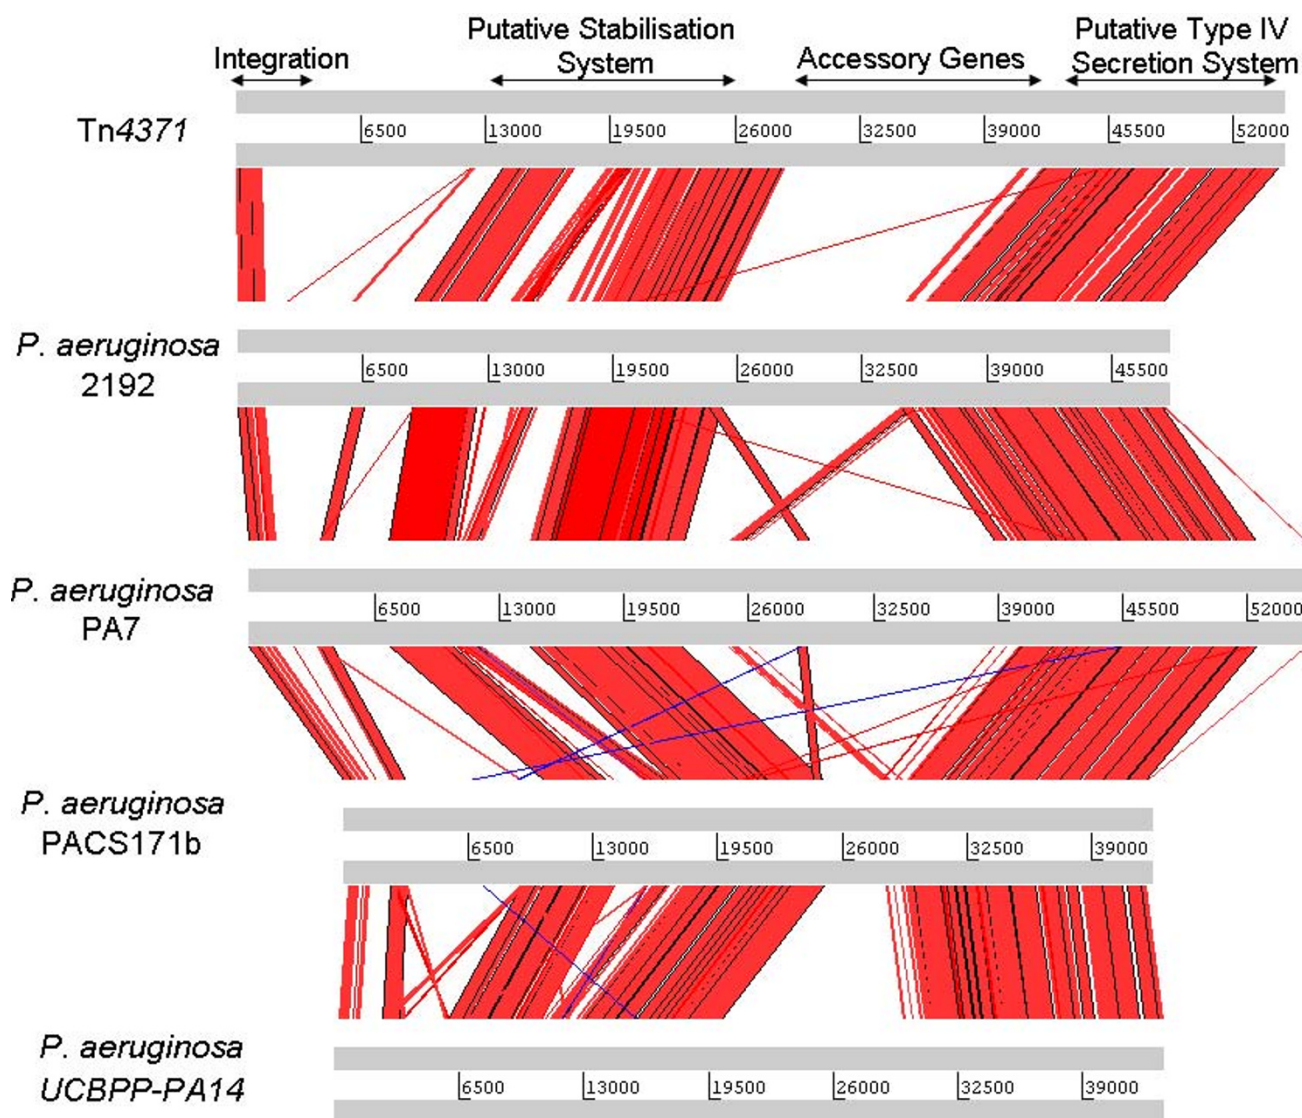 Integration
Putative Stabilisation
System
Accessory Genes
Putative Type IV
Secretion System
Tn4371
6500 13000 19500 26000 32500 39000 45500 52000
P. aeruginosa
2192
6500 13000 19500 26000 32500 39000 45500
P. aeruginosa
PA7
6500 13000 19500 26000 32500 39000 45500 52000
P. aeruginosa
PACS171b
6500 13000 19500 26000 32500 39000
P. aeruginosa
UCBPP-PA14
6500 13000 19500 26000 32500 39000